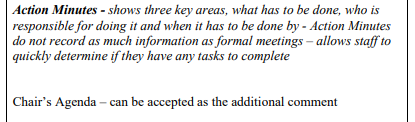 Action Minutes - shows three key areas, what has to be done, who is
responsible for doing it and when it has to be done by - Action Minutes
do not record as much information as formal meetings – allows staff to
quickly determine if they have any tasks to complete
Chair's Agenda – can be accepted as the additional comment